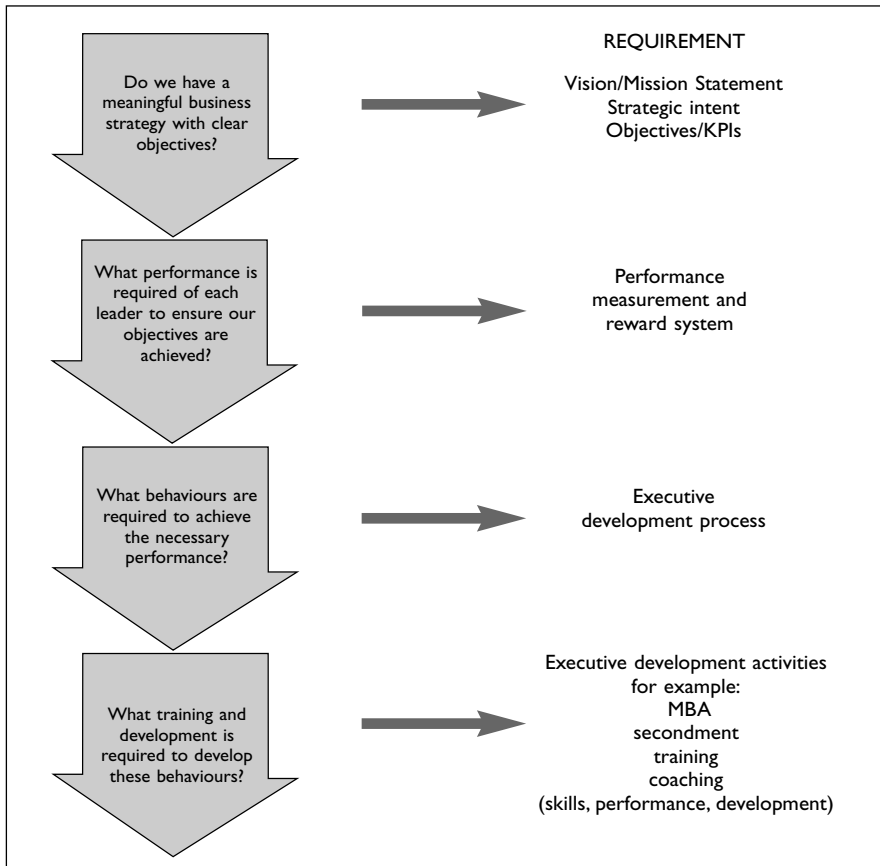 Do we have a
meaningful business
strategy with clear
objectives?
REQUIREMENT
Vision/Mission Statement
Strategic intent
Objectives/KPIs
What performance is
required of each
leader to ensure our
objectives are
achieved?
Performance
measurement and
reward system
What behaviours are
required to achieve
the necessary
performance?
Executive
development process
What training and
development is
required to develop
these behaviours?
Executive development activities
for example:
MBA
secondment
training
coaching
(skills, performance, development)